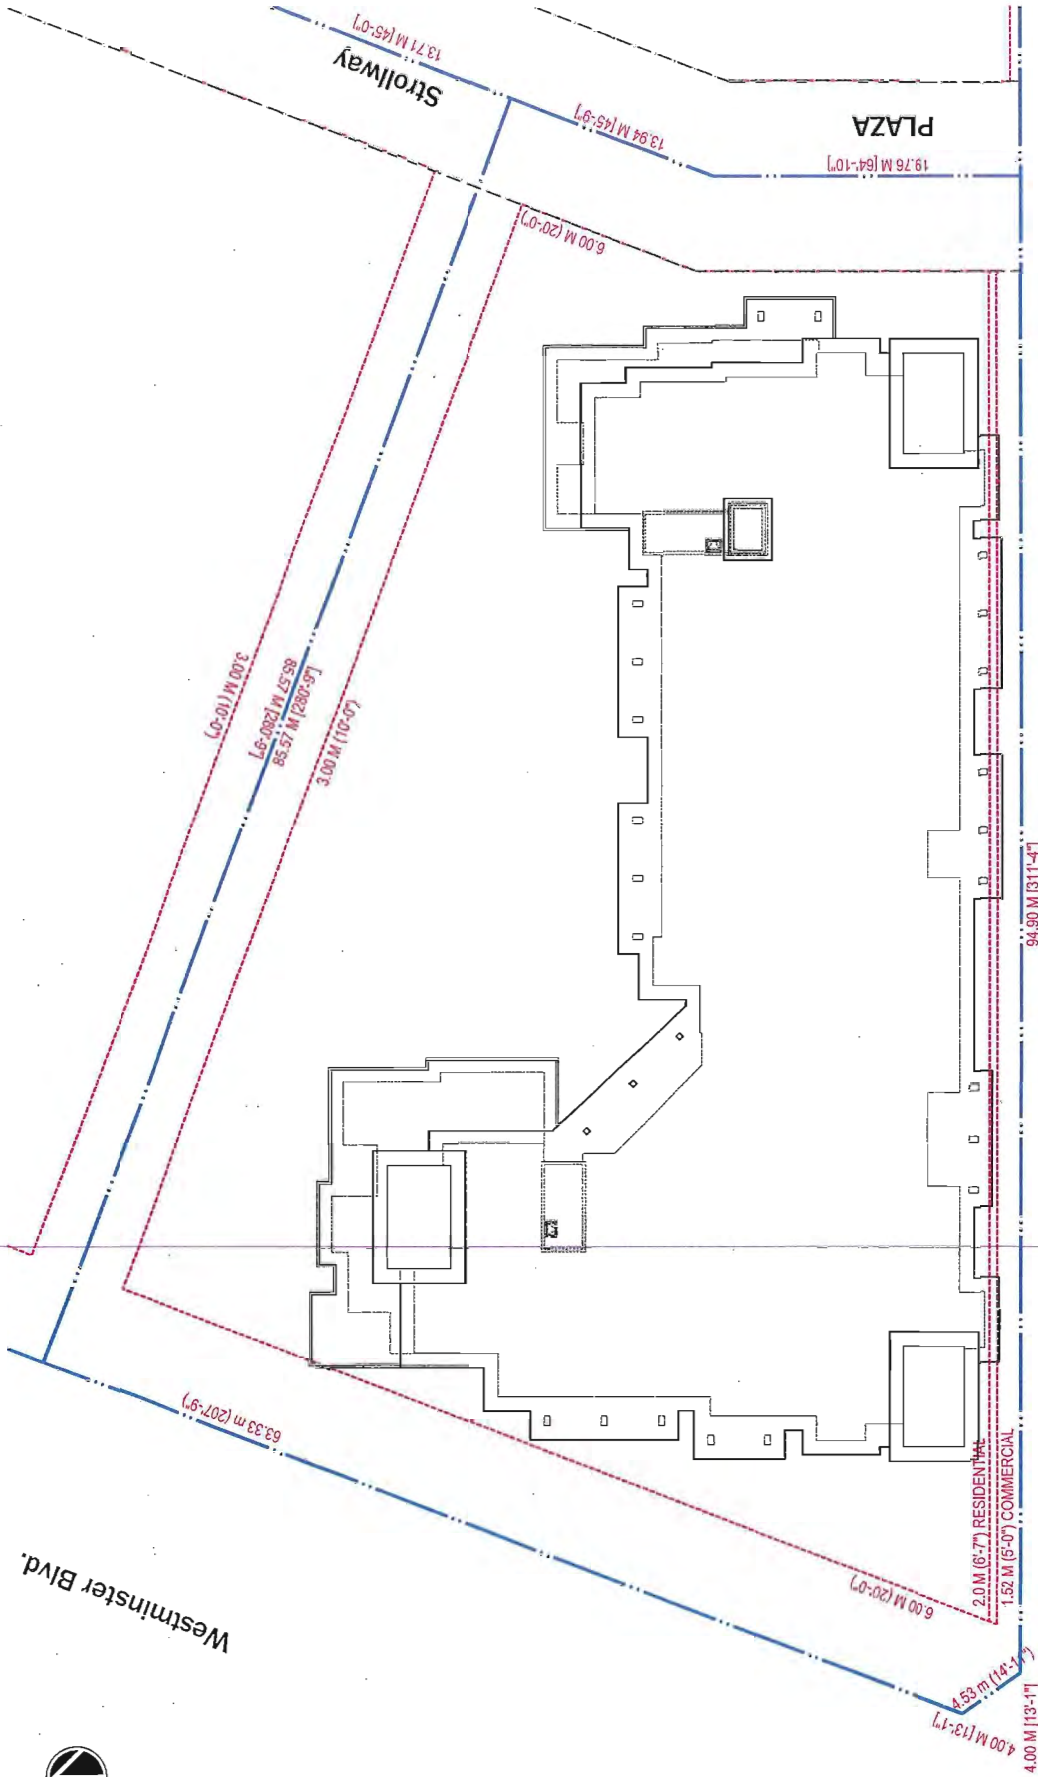 13.71 M [45'-0"]
Strollway
13.94 M [45'-9"]
PLAZA
19.76 M [64'-10"]
6.00 M (20'-0")
3.00 M (10'-0")
85.57 M [280'-9"]
85.57 M [280'-9"]
3.00 M (10'-0")
94.90 M [311'-4"]
63.33 m (207'-9")
Westminster Blvd.
6.00 M (20'-0")
2.0 M (6'-7") RESIDENTIAL
1.52 M (5'-0") COMMERCIAL
4.53 m (14'-1")
4.00 M [13'-1"]
4.00 M [13'-1"]